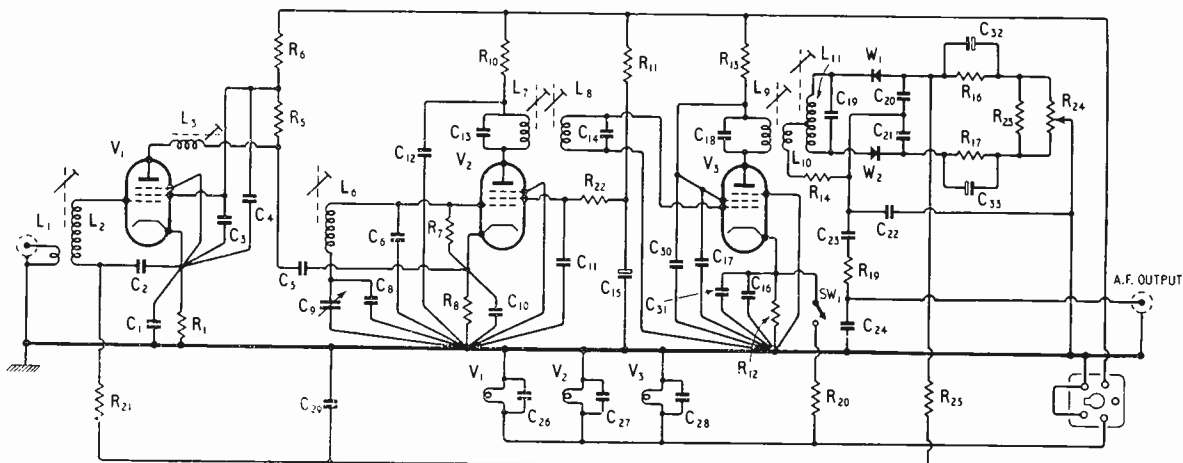 R6
R10
R11
R13
C32
L11
W1
L7
L8
L9
R16
L3
R5
C19
C20
R24
V1
C13
C14
C18
R23
C21
R17
V2
C12
V3
L10
W2
L6
R22
R14
C33
L1
L2
C4
C3
R7
C22
C6
C30
C17
C23
C2
C5
C11
R19
C8
R8
C10
C15
C16
SW1
A.F. OUTPUT
C9
C31
C1
R1
C24
R12
V1
V2
V3
R21
C29
C26
C27
C28
R20
R25